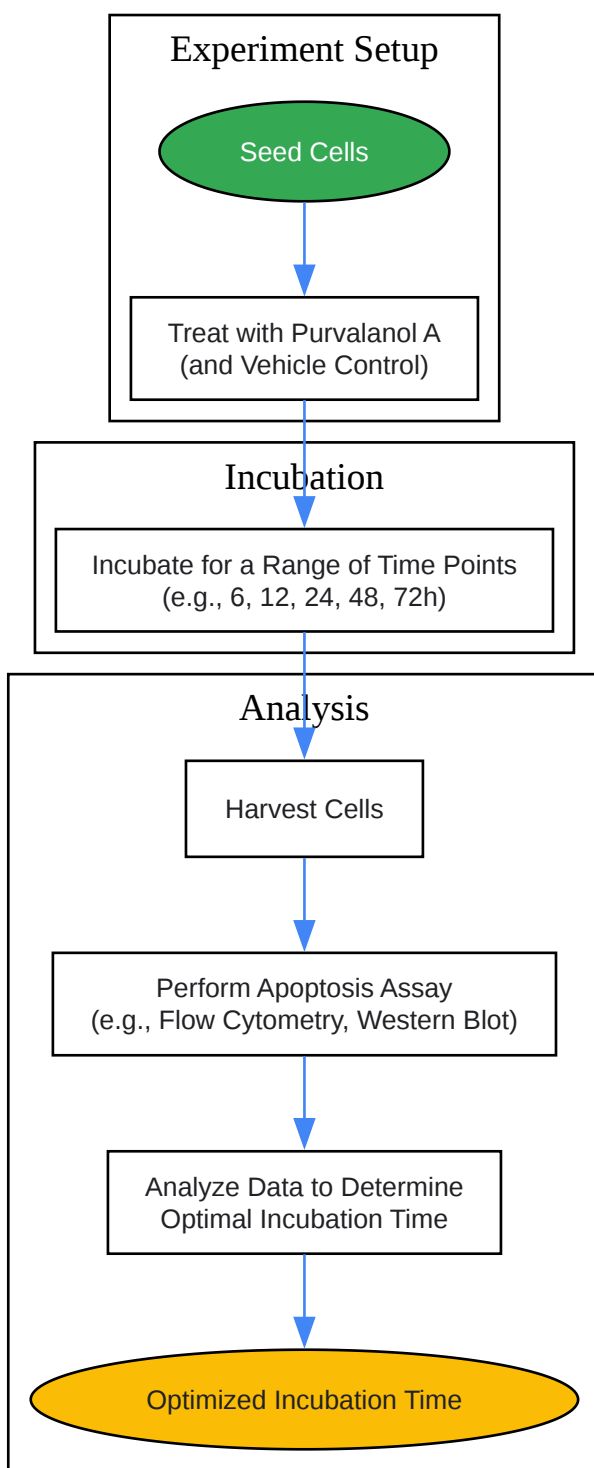 Experiment Setup
Seed Cells
Treat with Purvalanol A
(and Vehicle Control)
Incubation
Incubate for a Range of Time Points
(e.g., 6, 12, 24, 48, 72h)
Analysis
Harvest Cells
Perform Apoptosis Assay
(e.g., Flow Cytometry, Western Blot)
Analyze Data to Determine
Optimal Incubation Time
Optimized Incubation Time